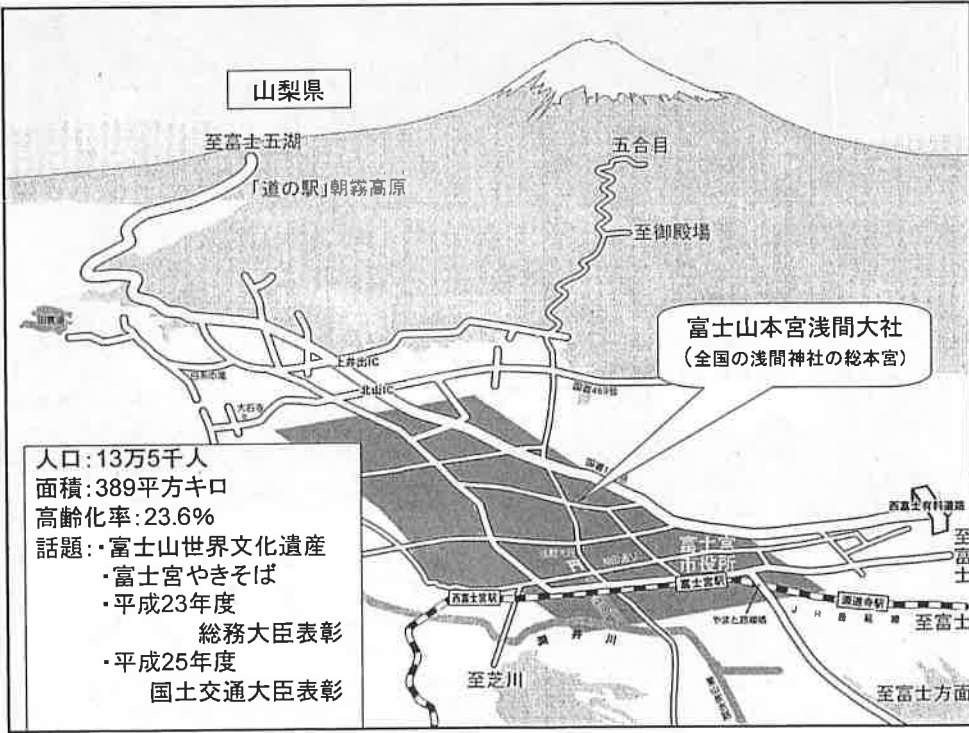 山梨県
至富士五湖
「道の駅」朝霧高原
五合目
至御殿場
富士山本宮浅間大社
(全国の浅間神社の総本宮)
上井出IC
北山IC
国道469号
大石寺
人口:13万5千人
面積:389平方キロ
高齢化率:23.6%
話題:・富士山世界文化遺産
・富士宮やきそば
・平成23年度
総務大臣表彰
・平成25年度
国土交通大臣表彰
西富士有料道路
至富士
富士宮
市役所
西富士宮駅
富士宮駅
源道寺駅
至富士
潤井川
至芝川
至富士方面